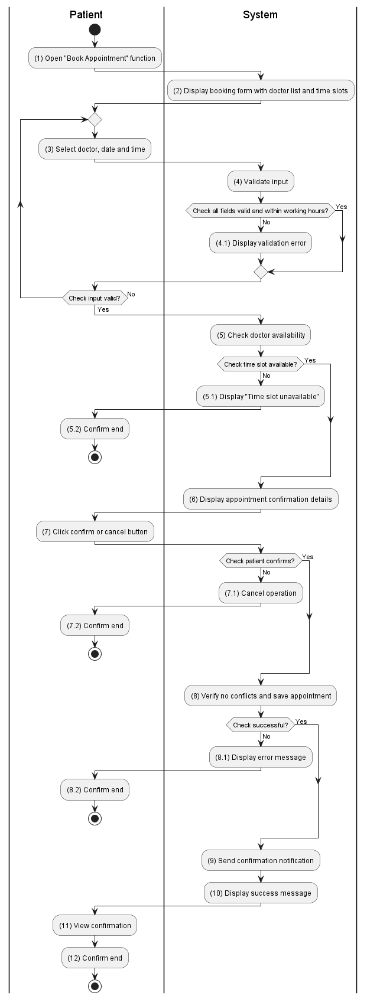 Patient
System
(1) Open "Book Appointment" function
(2) Display booking form with doctor list and time slots
(3) Select doctor, date and time
(4) Validate input
Check all fields valid and within working hours?
Yes
No
(4.1) Display validation error
Check input valid?
No
Yes
(5) Check doctor availability
Check time slot available?
Yes
No
(5.1) Display "Time slot unavailable"
(5.2) Confirm end
(6) Display appointment confirmation details
(7) Click confirm or cancel button
Check patient confirms?
Yes
No
(7.1) Cancel operation
(7.2) Confirm end
(8) Verify no conflicts and save appointment
Check successful?
Yes
No
(8.1) Display error message
(8.2) Confirm end
(9) Send confirmation notification
(10) Display success message
(11) View confirmation
(12) Confirm end